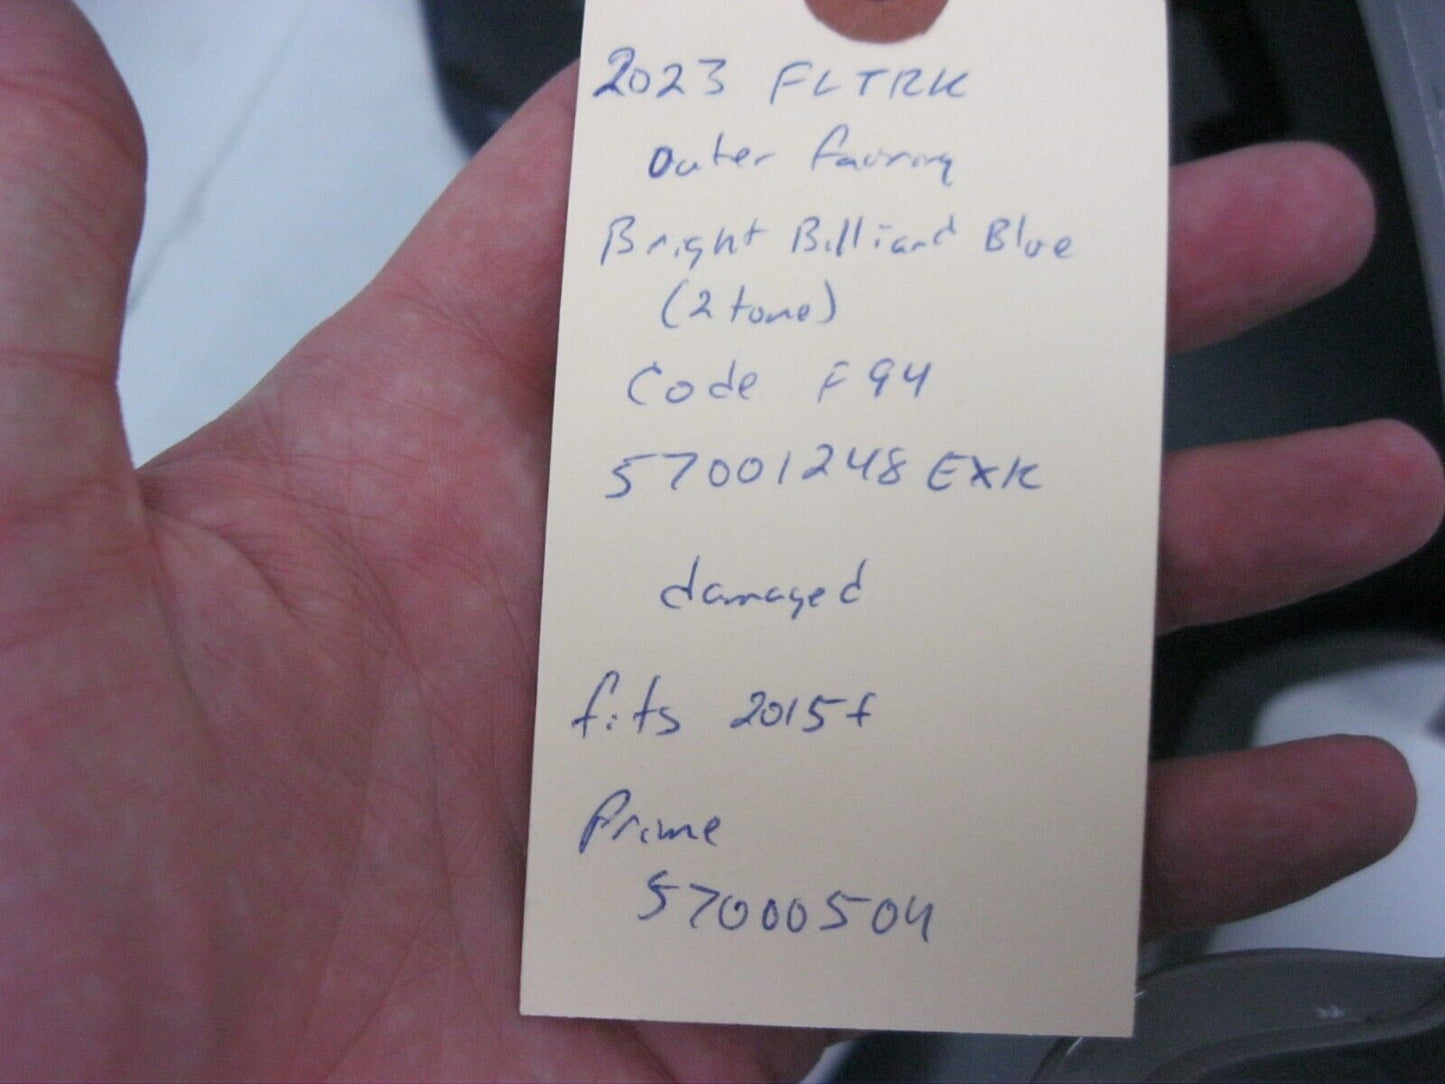 2023 FLTRK
outer fairing
Bright Billiard Blue
(2 tone)
Code F94
57001248EXK
damaged
fits 2015+
Prime
57000504